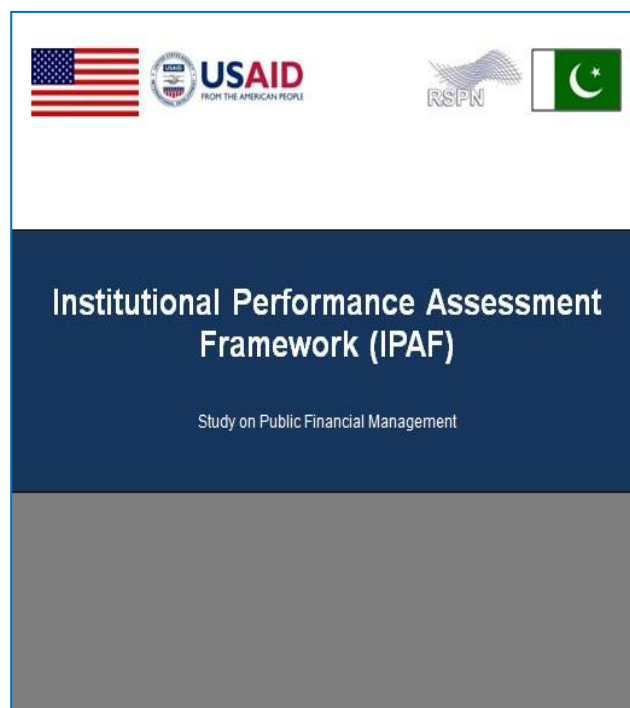 USAID
FROM THE AMERICAN PEOPLE
RSPN
Institutional Performance Assessment
Framework (IPAF)
Study on Public Financial Management